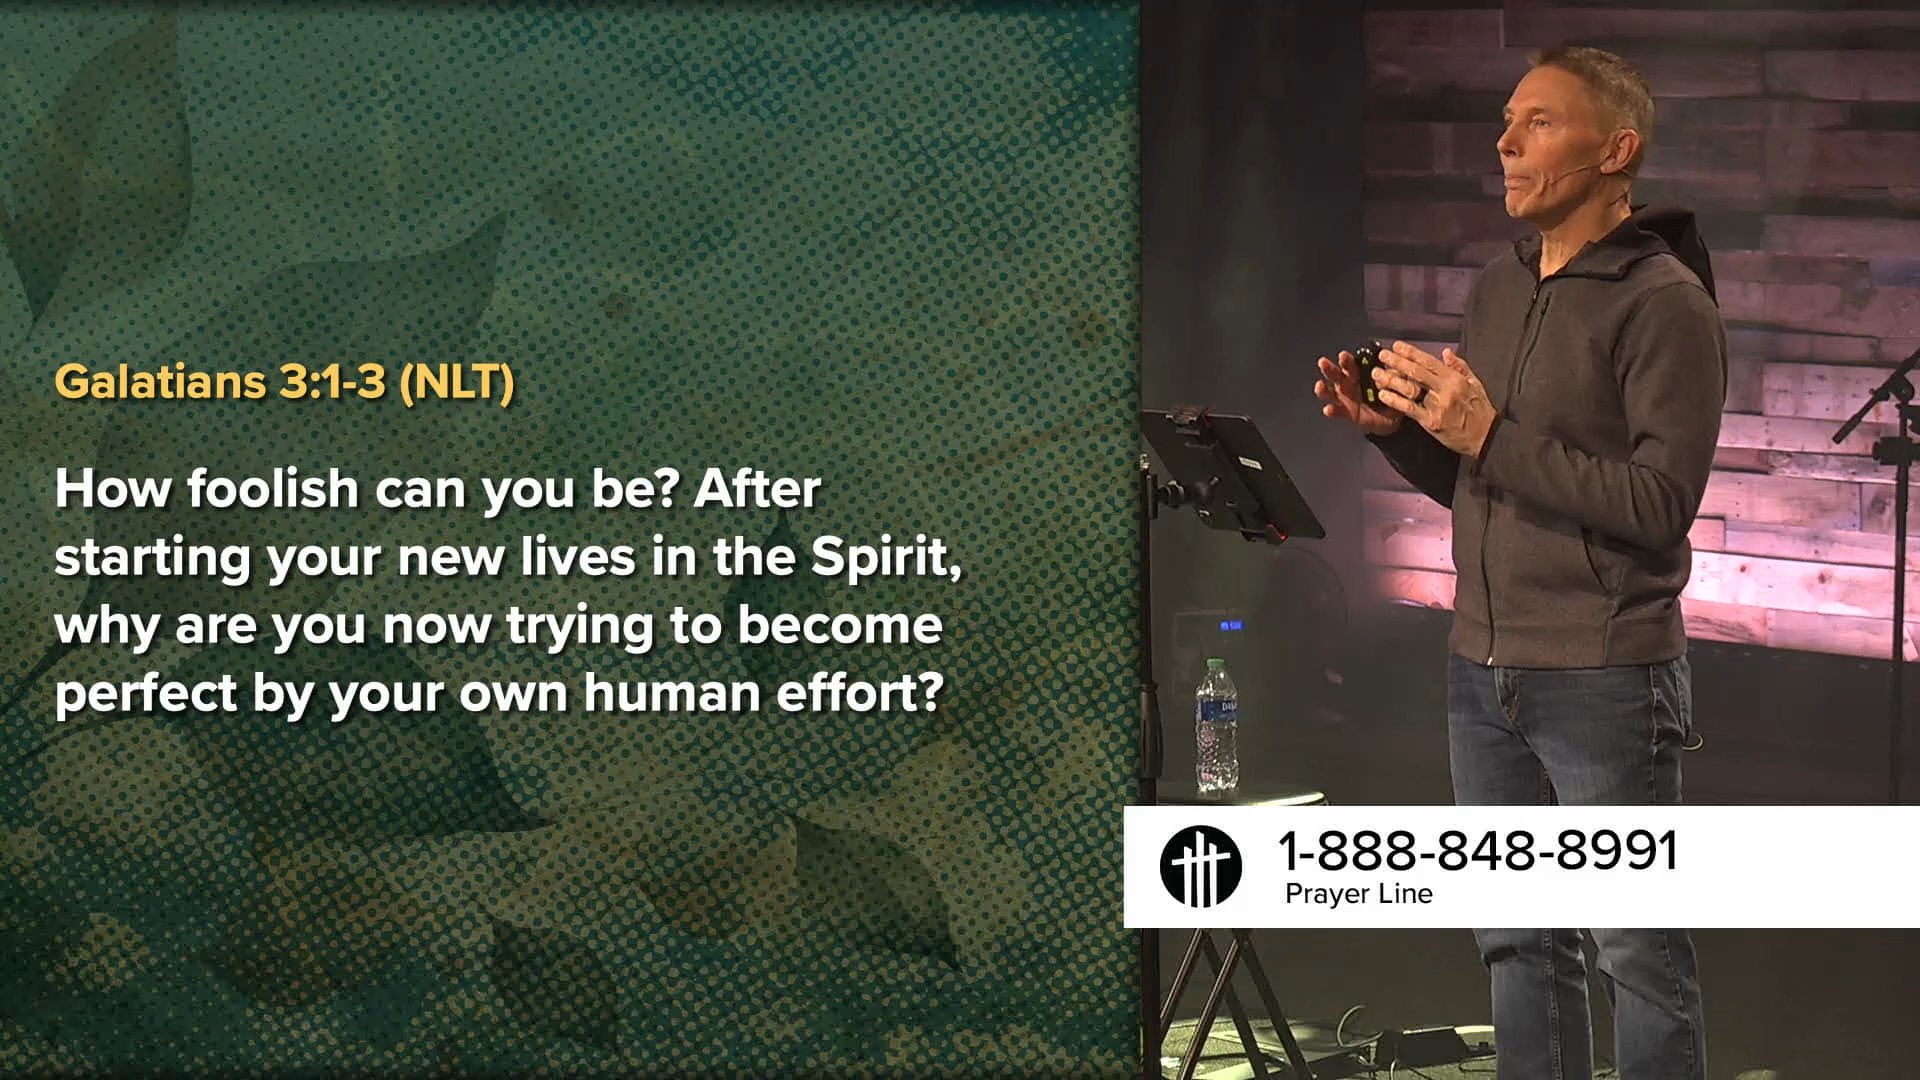 Galatians 3:1-3 (NLT)
How foolish can you be? After
starting your new lives in the Spirit,
why are you now trying to become
perfect by your own human effort?
1-888-848-8991
Prayer Line